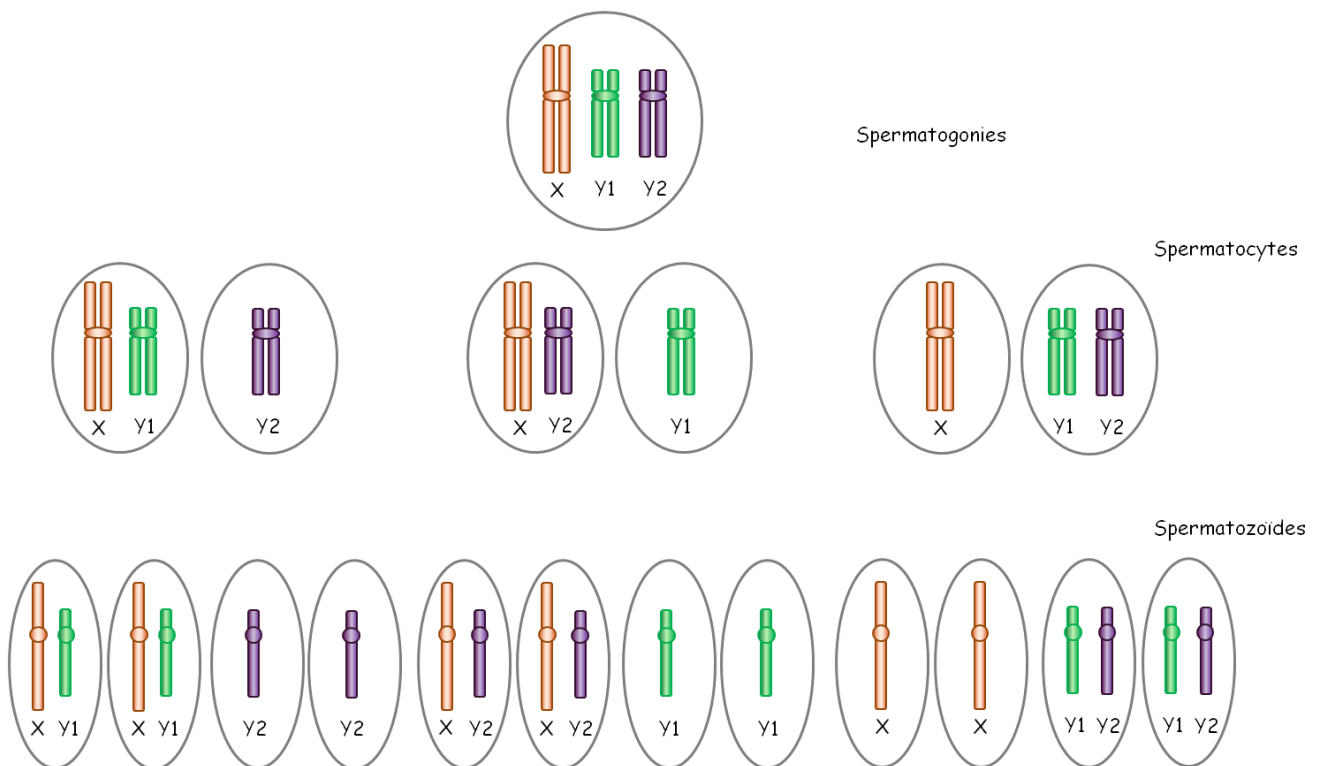 Spermatogonies
X Y1 Y2
Spermatocytes
X Y1 Y2 X Y2 Y1 X Y1 Y2
Spermatozoïdes
X Y1 X Y1 Y2 Y2 X Y2 X Y2 Y1 Y1 X X Y1 Y2 Y1 Y2